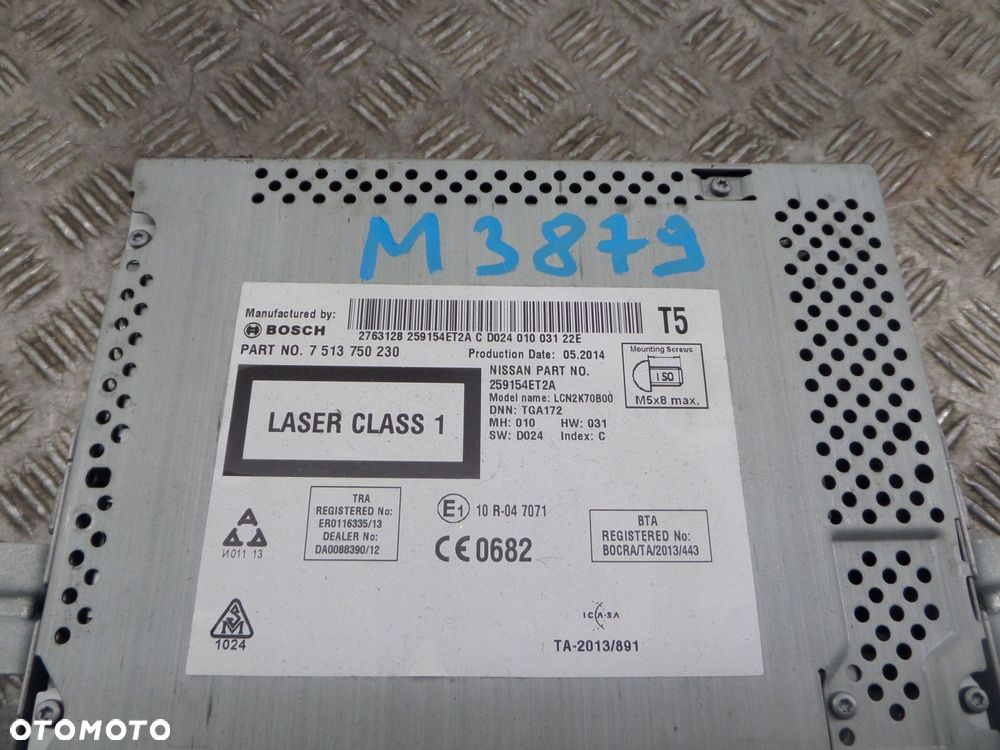 M 3879
Manufactured by:
BOSCH
2763128 259154ET2A C D024 010 031 22E
T5
PART NO. 7 513 750 230
Production Date: 05.2014
NISSAN PART NO.
259154ET2A
Model name: LCN2K70B00
DNN: TGA172
MH: 010 HW: 031
SW: D024 Index: C
Mounting Screws
ISO
M5x8 max.
LASER CLASS 1
TRA
REGISTERED No:
ER0116335/13
DEALER No:
DA0088390/12
E1 10 R-04 7071
CE0682
BTA
REGISTERED No:
BOCRA/TA/2013/443
И011 13
1024
ICASA
TA-2013/891
OTOMOTO